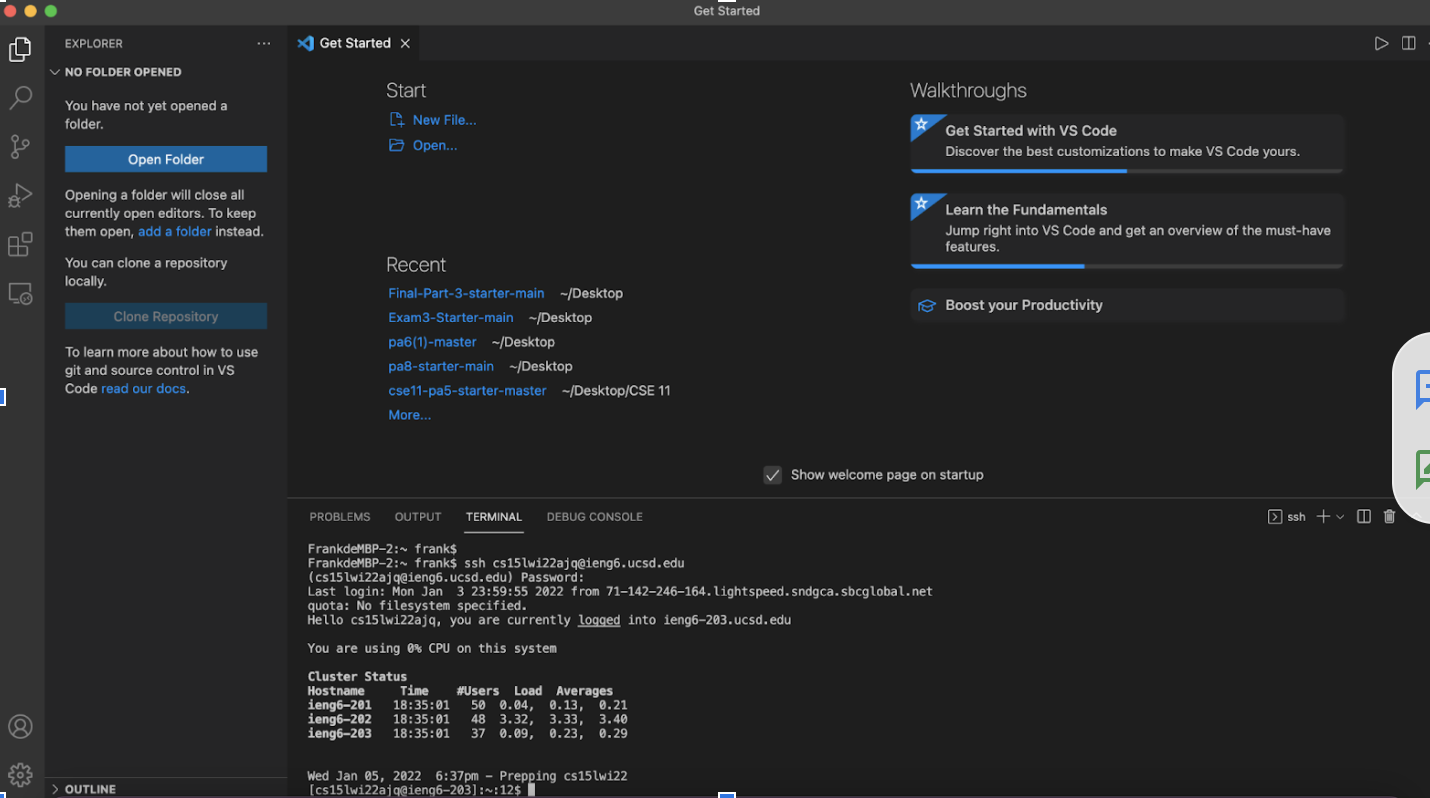 Get Started
EXPLORER
NO FOLDER OPENED
You have not yet opened a
folder.
Open Folder
Opening a folder will close all
currently open editors. To keep
them open, add a folder instead.
You can clone a repository
locally.
Clone Repository
To learn more about how to use
git and source control in VS
Code read our docs.
OUTLINE
Get Started
Start
New File...
Open...
Recent
Final-Part-3-starter-main ~/Desktop
Exam3-Starter-main ~/Desktop
pa6(1)-master ~/Desktop
pa8-starter-main ~/Desktop
cse11-pa5-starter-master ~/Desktop/CSE 11
More...
Walkthroughs
Get Started with VS Code
Discover the best customizations to make VS Code yours.
Learn the Fundamentals
Jump right into VS Code and get an overview of the must-have
features.
Boost your Productivity
Show welcome page on startup
PROBLEMS OUTPUT TERMINAL DEBUG CONSOLE
ssh
FrankdeMBP-2:~ frank$
FrankdeMBP-2:~ frank$ ssh cs15lwi22ajq@ieng6.ucsd.edu
(cs15lwi22ajq@ieng6.ucsd.edu) Password:
Last login: Mon Jan  3 23:59:55 2022 from 71-142-246-164.lightspeed.sndgca.sbcglobal.net
quota: No filesystem specified.
Hello cs15lwi22ajq, you are currently logged into ieng6-203.ucsd.edu
You are using 0% CPU on this system
Cluster Status
Hostname     Time    #Users  Load  Averages
ieng6-201   18:35:01   50  0.04,  0.13,  0.21
ieng6-202   18:35:01   48  3.32,  3.33,  3.40
ieng6-203   18:35:01   37  0.09,  0.23,  0.29
Wed Jan 05, 2022  6:37pm - Prepping cs15lwi22
[cs15lwi22ajq@ieng6-203]:~:12$